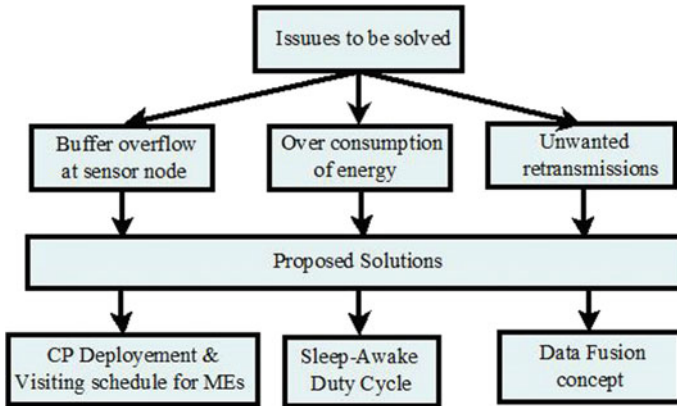 Issuues to be solved
Buffer overflow
at sensor node
Over consumption
of energy
Unwanted
retransmissions
Proposed Solutions
CP Deployement &
Visiting schedule for MEs
Sleep-Awake
Duty Cycle
Data Fusion
concept